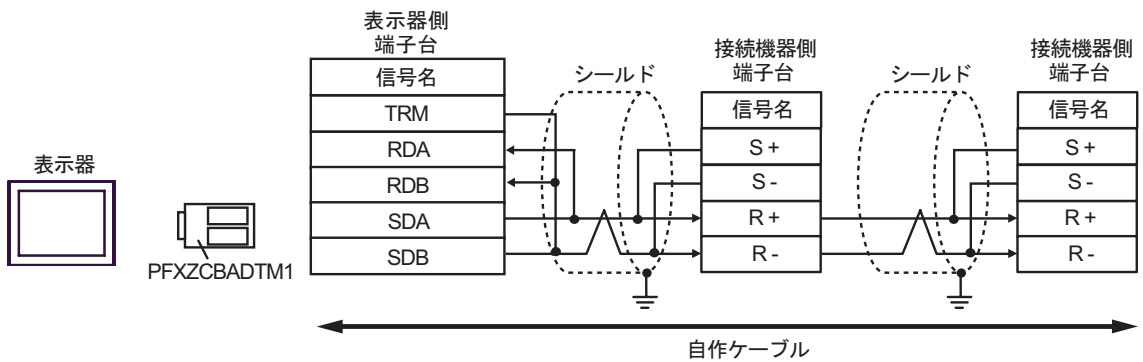 表示器
PFXZCBADTM1
表示器側
端子台
信号名
TRM
RDA
RDB
SDA
SDB
シールド
接続機器側
端子台
信号名
S +
S -
R +
R -
シールド
接続機器側
端子台
信号名
S +
S -
R +
R -
自作ケーブル